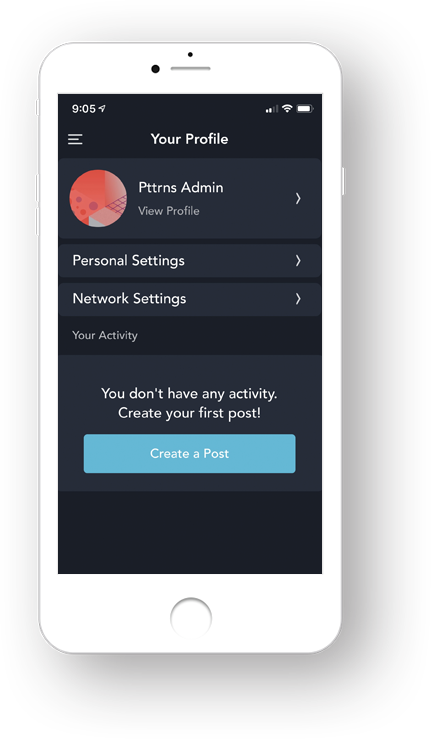 9:05
Your Profile
Pttrns Admin
View Profile
Personal Settings
Network Settings
Your Activity
You don't have any activity.
Create your first post!
Create a Post